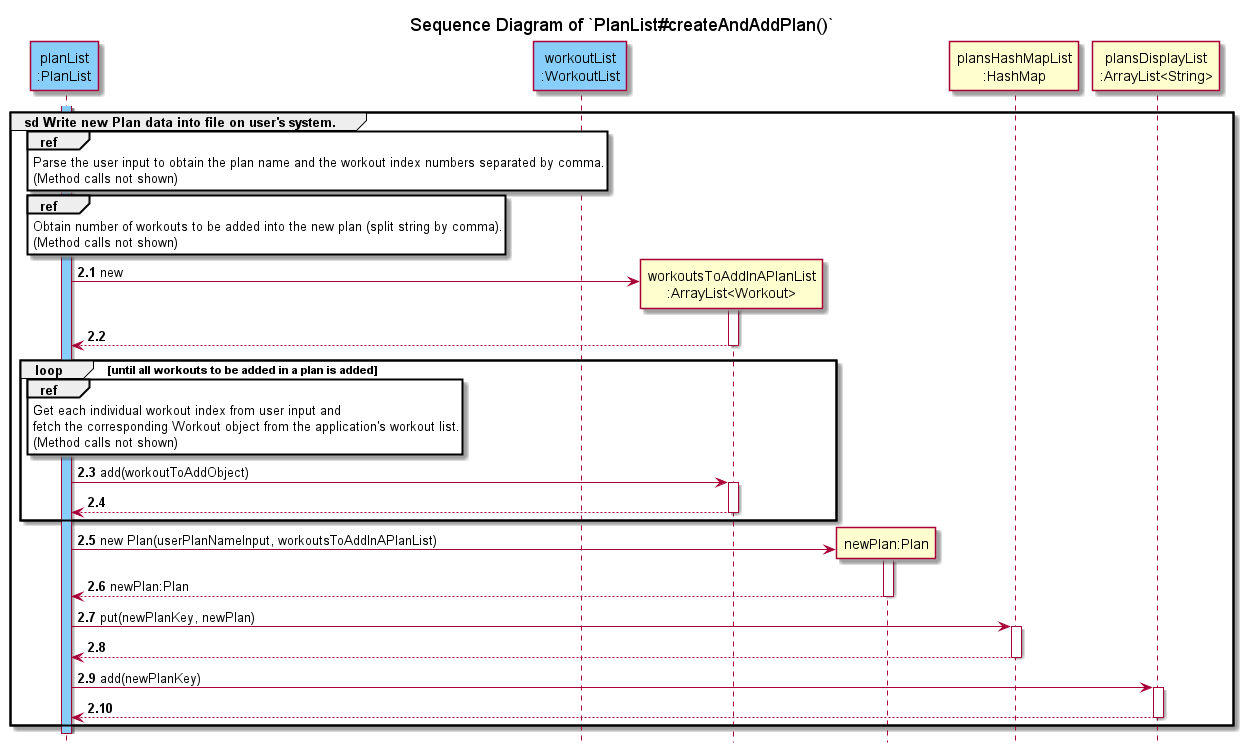 Sequence Diagram of `PlanList#createAndAddPlan()`
planList
:PlanList
workoutList
:WorkoutList
plansHashMapList
:HashMap
plansDisplayList
:ArrayList<String>
sd Write new Plan data into file on user's system.
ref
Parse the user input to obtain the plan name and the workout index numbers separated by comma.
(Method calls not shown)
ref
Obtain number of workouts to be added into the new plan (split string by comma).
(Method calls not shown)
2.1 new
workoutsToAddInAPlanList
:ArrayList<Workout>
2.2
loop [until all workouts to be added in a plan is added]
ref
Get each individual workout index from user input and
fetch the corresponding Workout object from the application's workout list.
(Method calls not shown)
2.3 add(workoutToAddObject)
2.4
2.5 new Plan(userPlanNameInput, workoutsToAddInAPlanList)
newPlan:Plan
2.6 newPlan:Plan
2.7 put(newPlanKey, newPlan)
2.8
2.9 add(newPlanKey)
2.10